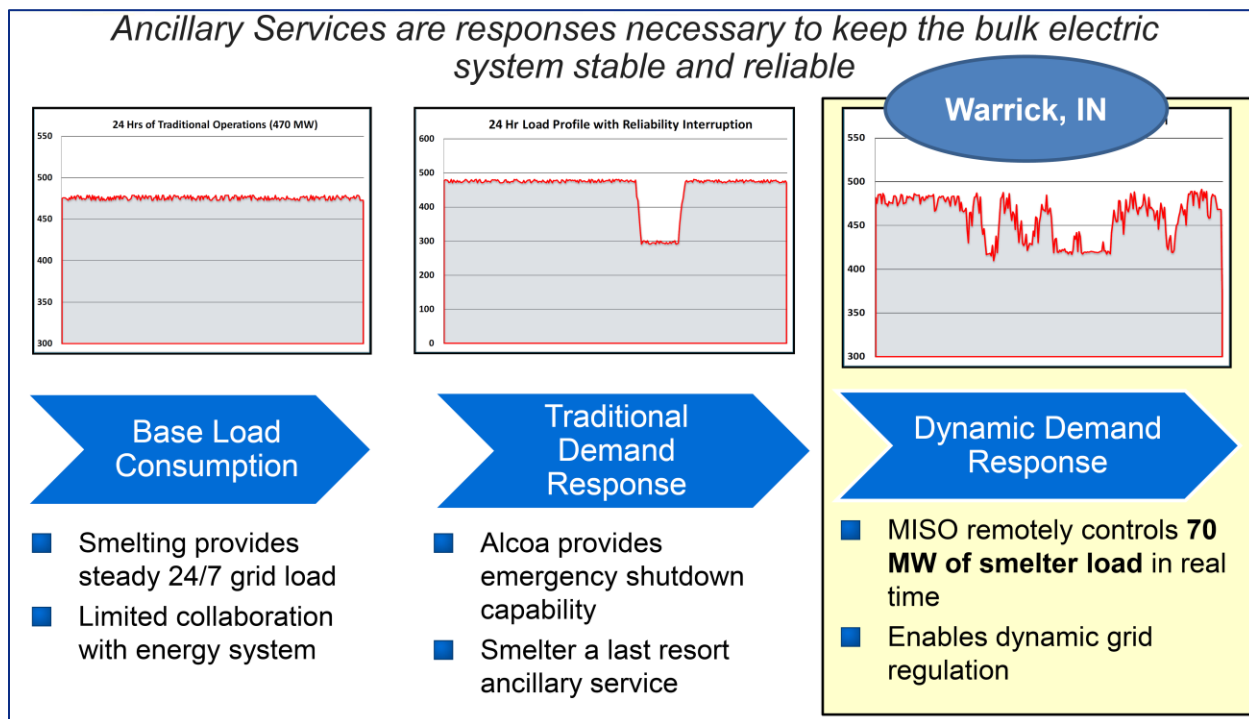 Ancillary Services are responses necessary to keep the bulk electric
system stable and reliable
24 Hrs of Traditional Operations (470 MW)
550
500
450
400
350
300
24 Hr Load Profile with Reliability Interruption
600
500
400
300
200
100
0
Warrick, IN
550
500
450
400
350
300
Base Load
Consumption
Traditional
Demand
Response
Dynamic Demand
Response
Smelting provides
steady 24/7 grid load
Limited collaboration
with energy system
Alcoa provides
emergency shutdown
capability
Smelter a last resort
ancillary service
MISO remotely controls 70
MW of smelter load in real
time
Enables dynamic grid
regulation